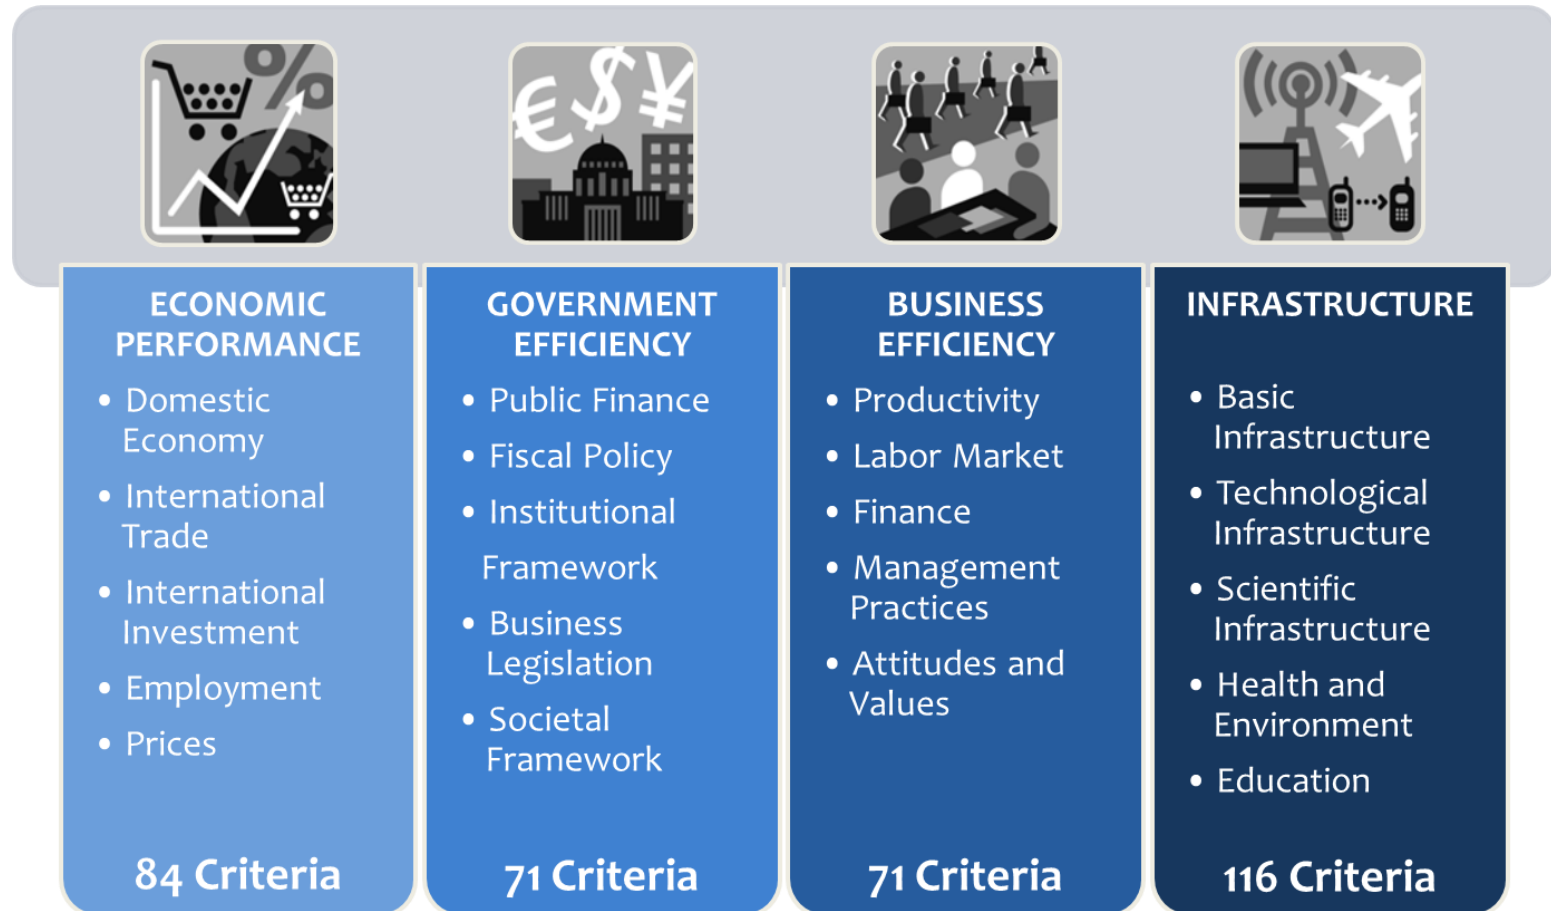 ECONOMIC
PERFORMANCE
• Domestic
Economy
• International
Trade
• International
Investment
• Employment
• Prices
84 Criteria
GOVERNMENT
EFFICIENCY
• Public Finance
• Fiscal Policy
• Institutional
Framework
• Business
Legislation
• Societal
Framework
71 Criteria
BUSINESS
EFFICIENCY
• Productivity
• Labor Market
• Finance
• Management
Practices
• Attitudes and
Values
71 Criteria
INFRASTRUCTURE
• Basic
Infrastructure
• Technological
Infrastructure
• Scientific
Infrastructure
• Health and
Environment
• Education
116 Criteria